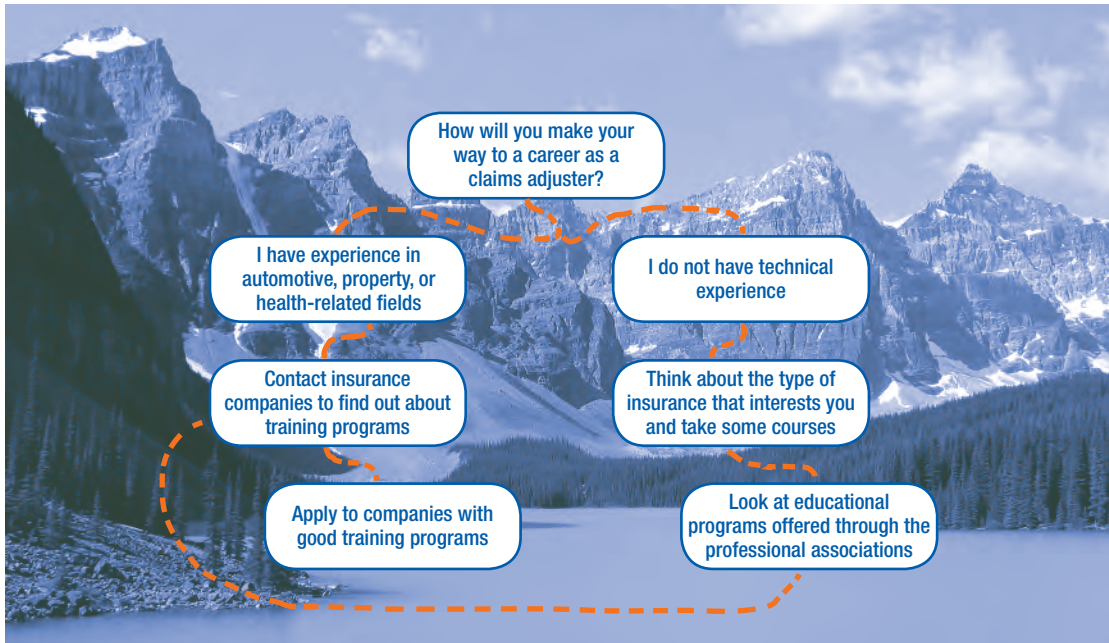 How will you make your
way to a career as a
claims adjuster?
I have experience in
automotive, property, or
health-related fields
I do not have technical
experience
Contact insurance
companies to find out about
training programs
Think about the type of
insurance that interests you
and take some courses
Apply to companies with
good training programs
Look at educational
programs offered through the
professional associations